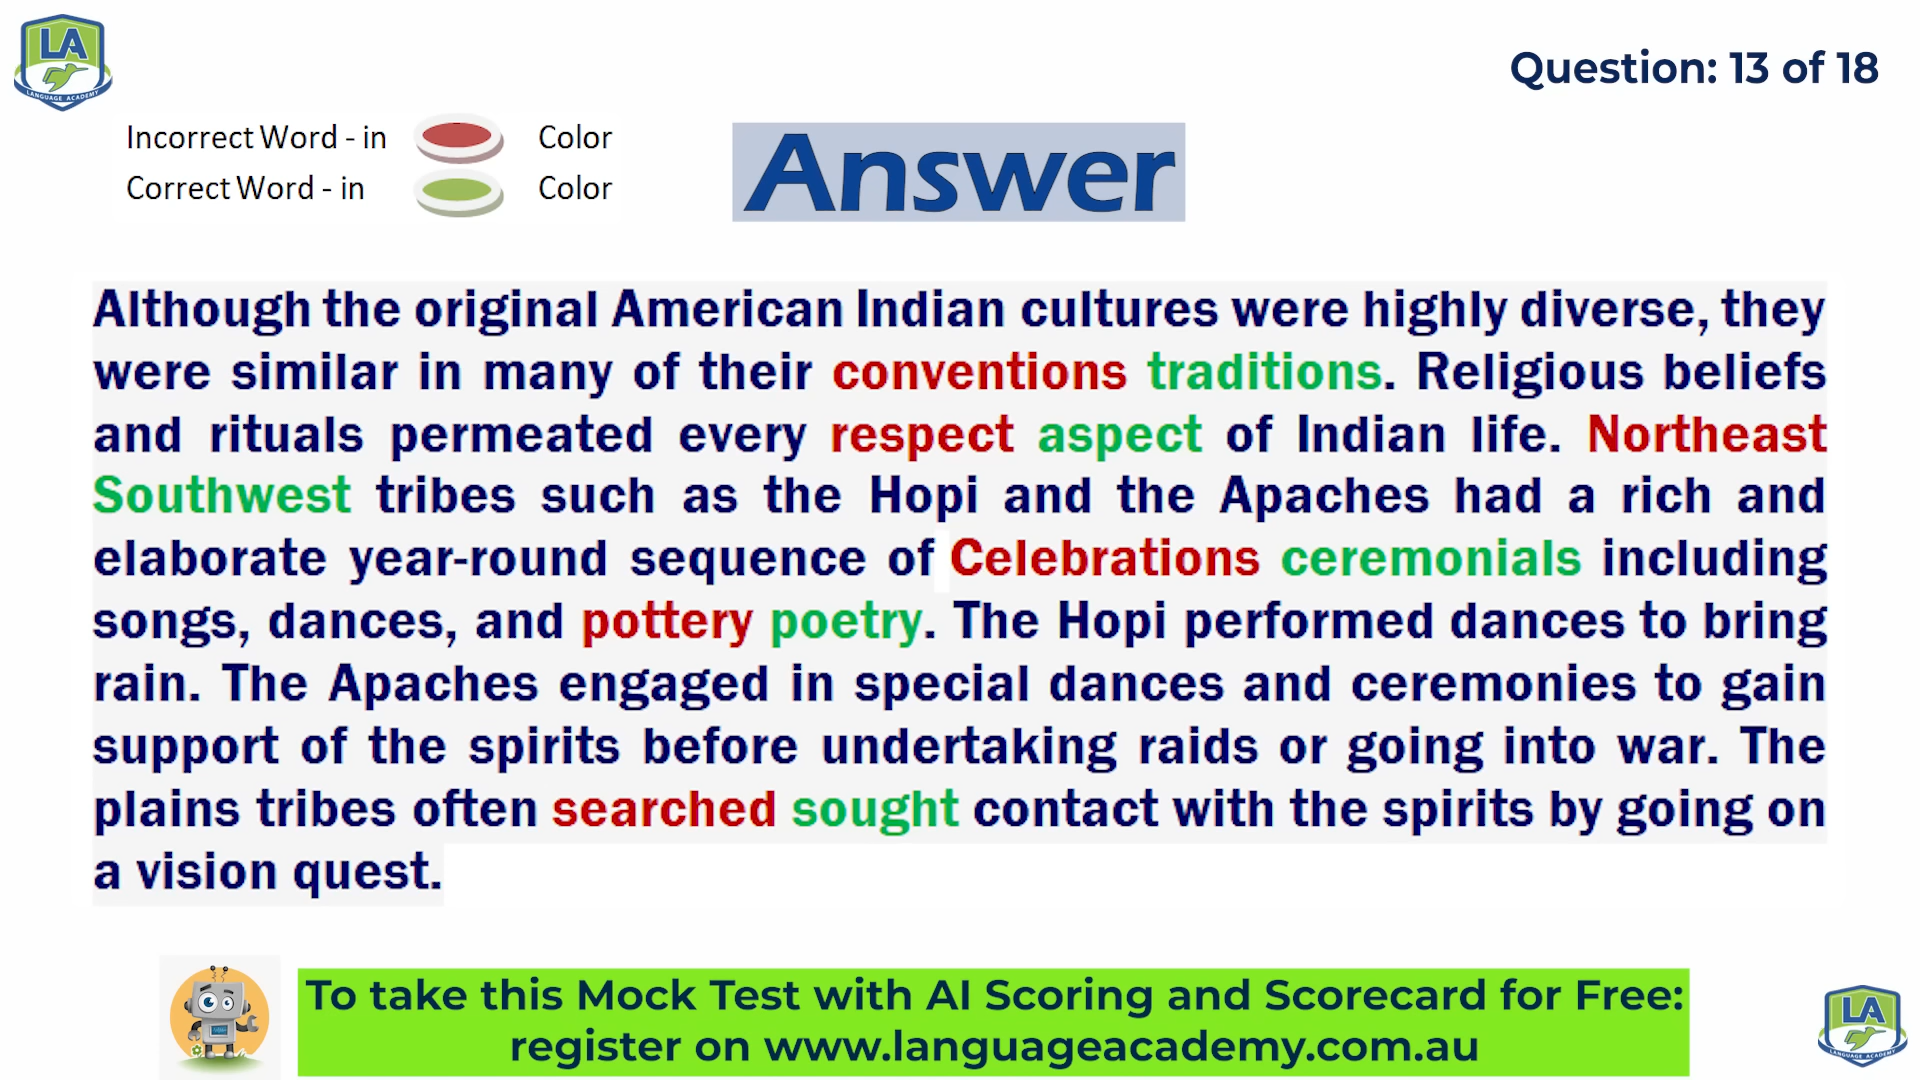 LA
LANGUAGE ACADEMY
Question: 13 of 18
Incorrect Word - in Color
Correct Word - in Color
Answer
Although the original American Indian cultures were highly diverse, they
were similar in many of their conventions traditions. Religious beliefs
and rituals permeated every respect aspect of Indian life. Northeast
Southwest tribes such as the Hopi and the Apaches had a rich and
elaborate year-round sequence of Celebrations ceremonials including
songs, dances, and pottery poetry. The Hopi performed dances to bring
rain. The Apaches engaged in special dances and ceremonies to gain
support of the spirits before undertaking raids or going into war. The
plains tribes often searched sought contact with the spirits by going on
a vision quest.
To take this Mock Test with AI Scoring and Scorecard for Free:
register on www.languageacademy.com.au
LA
LANGUAGE ACADEMY